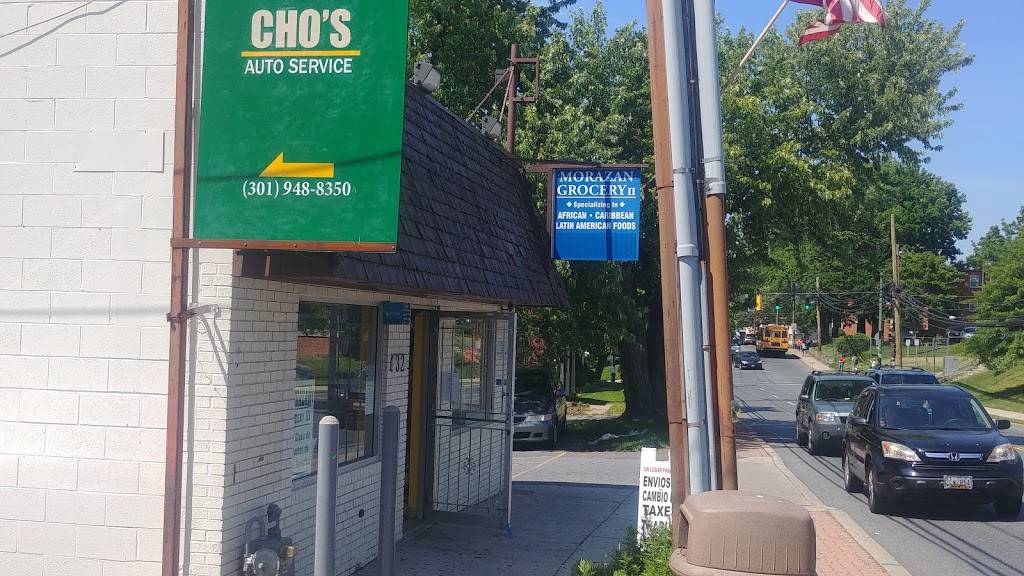 CHO'S
AUTO SERVICE
(301) 948-8350
MORAZAN
GROCERY II
Specializing In
AFRICAN • CARIBBEAN
LATIN AMERICAN FOODS
132
ENVIOS
CAMBIO
TAXE